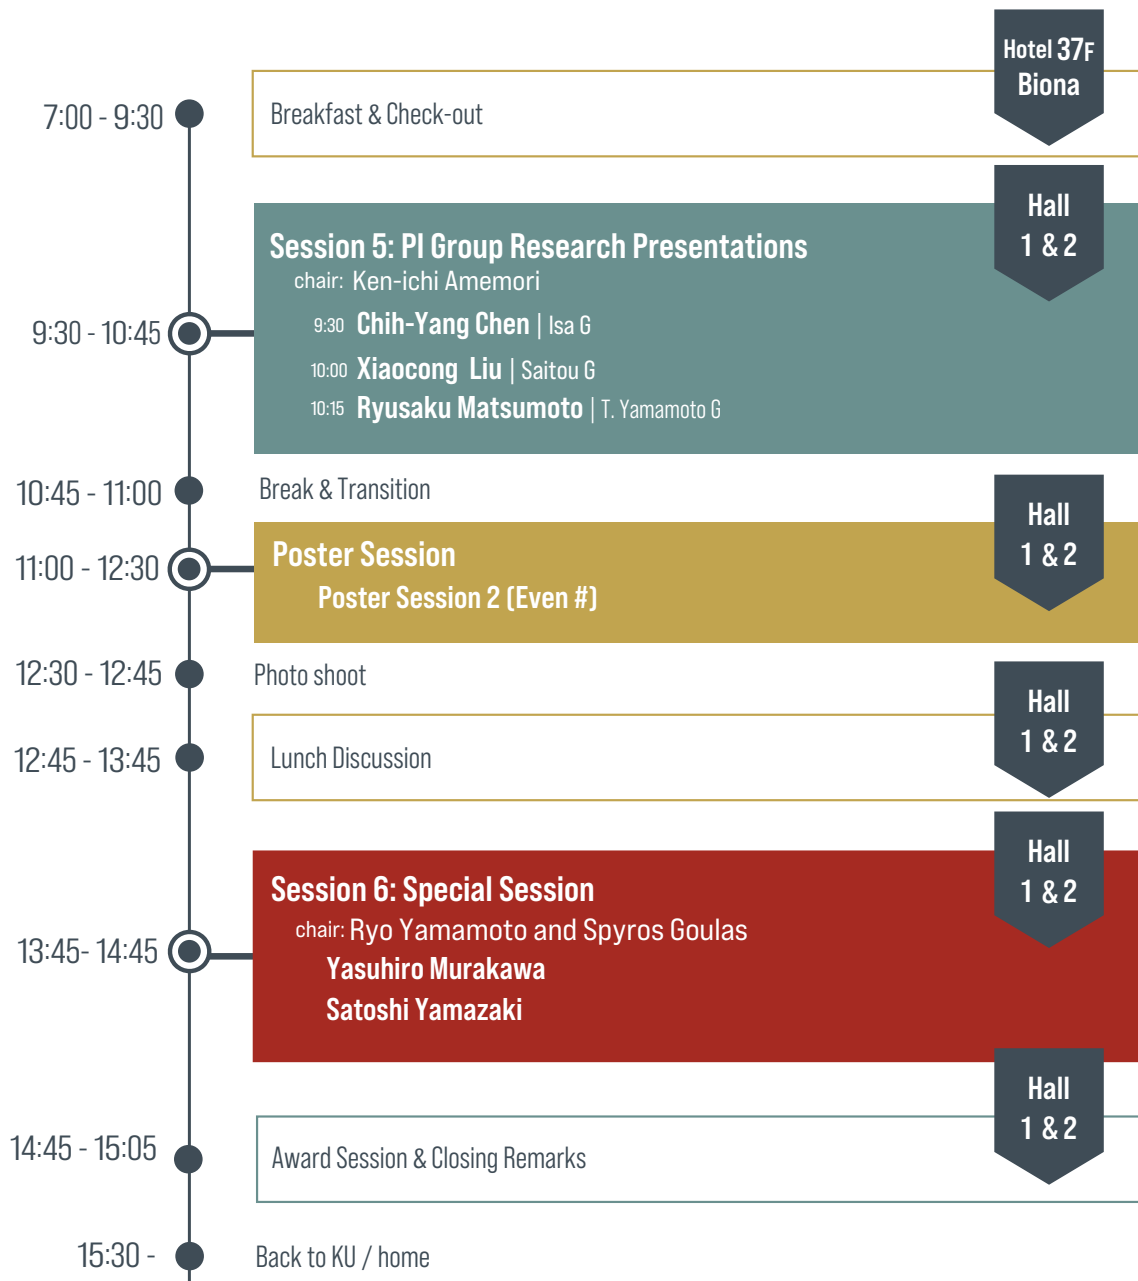 Hotel 37F
Biona
7:00 - 9:30
Breakfast & Check-out
Hall
1 & 2
9:30 - 10:45
Session 5: PI Group Research Presentations
chair: Ken-ichi Amemori
9:30 Chih-Yang Chen | Isa G
10:00 Xiaocong Liu | Saitou G
10:15 Ryusaku Matsumoto | T. Yamamoto G
10:45 - 11:00
Break & Transition
Hall
1 & 2
11:00 - 12:30
Poster Session
Poster Session 2 (Even #)
12:30 - 12:45
Photo shoot
Hall
1 & 2
12:45 - 13:45
Lunch Discussion
Hall
1 & 2
13:45- 14:45
Session 6: Special Session
chair: Ryo Yamamoto and Spyros Goulas
Yasuhiro Murakawa
Satoshi Yamazaki
Hall
1 & 2
14:45 - 15:05
Award Session & Closing Remarks
15:30 -
Back to KU / home